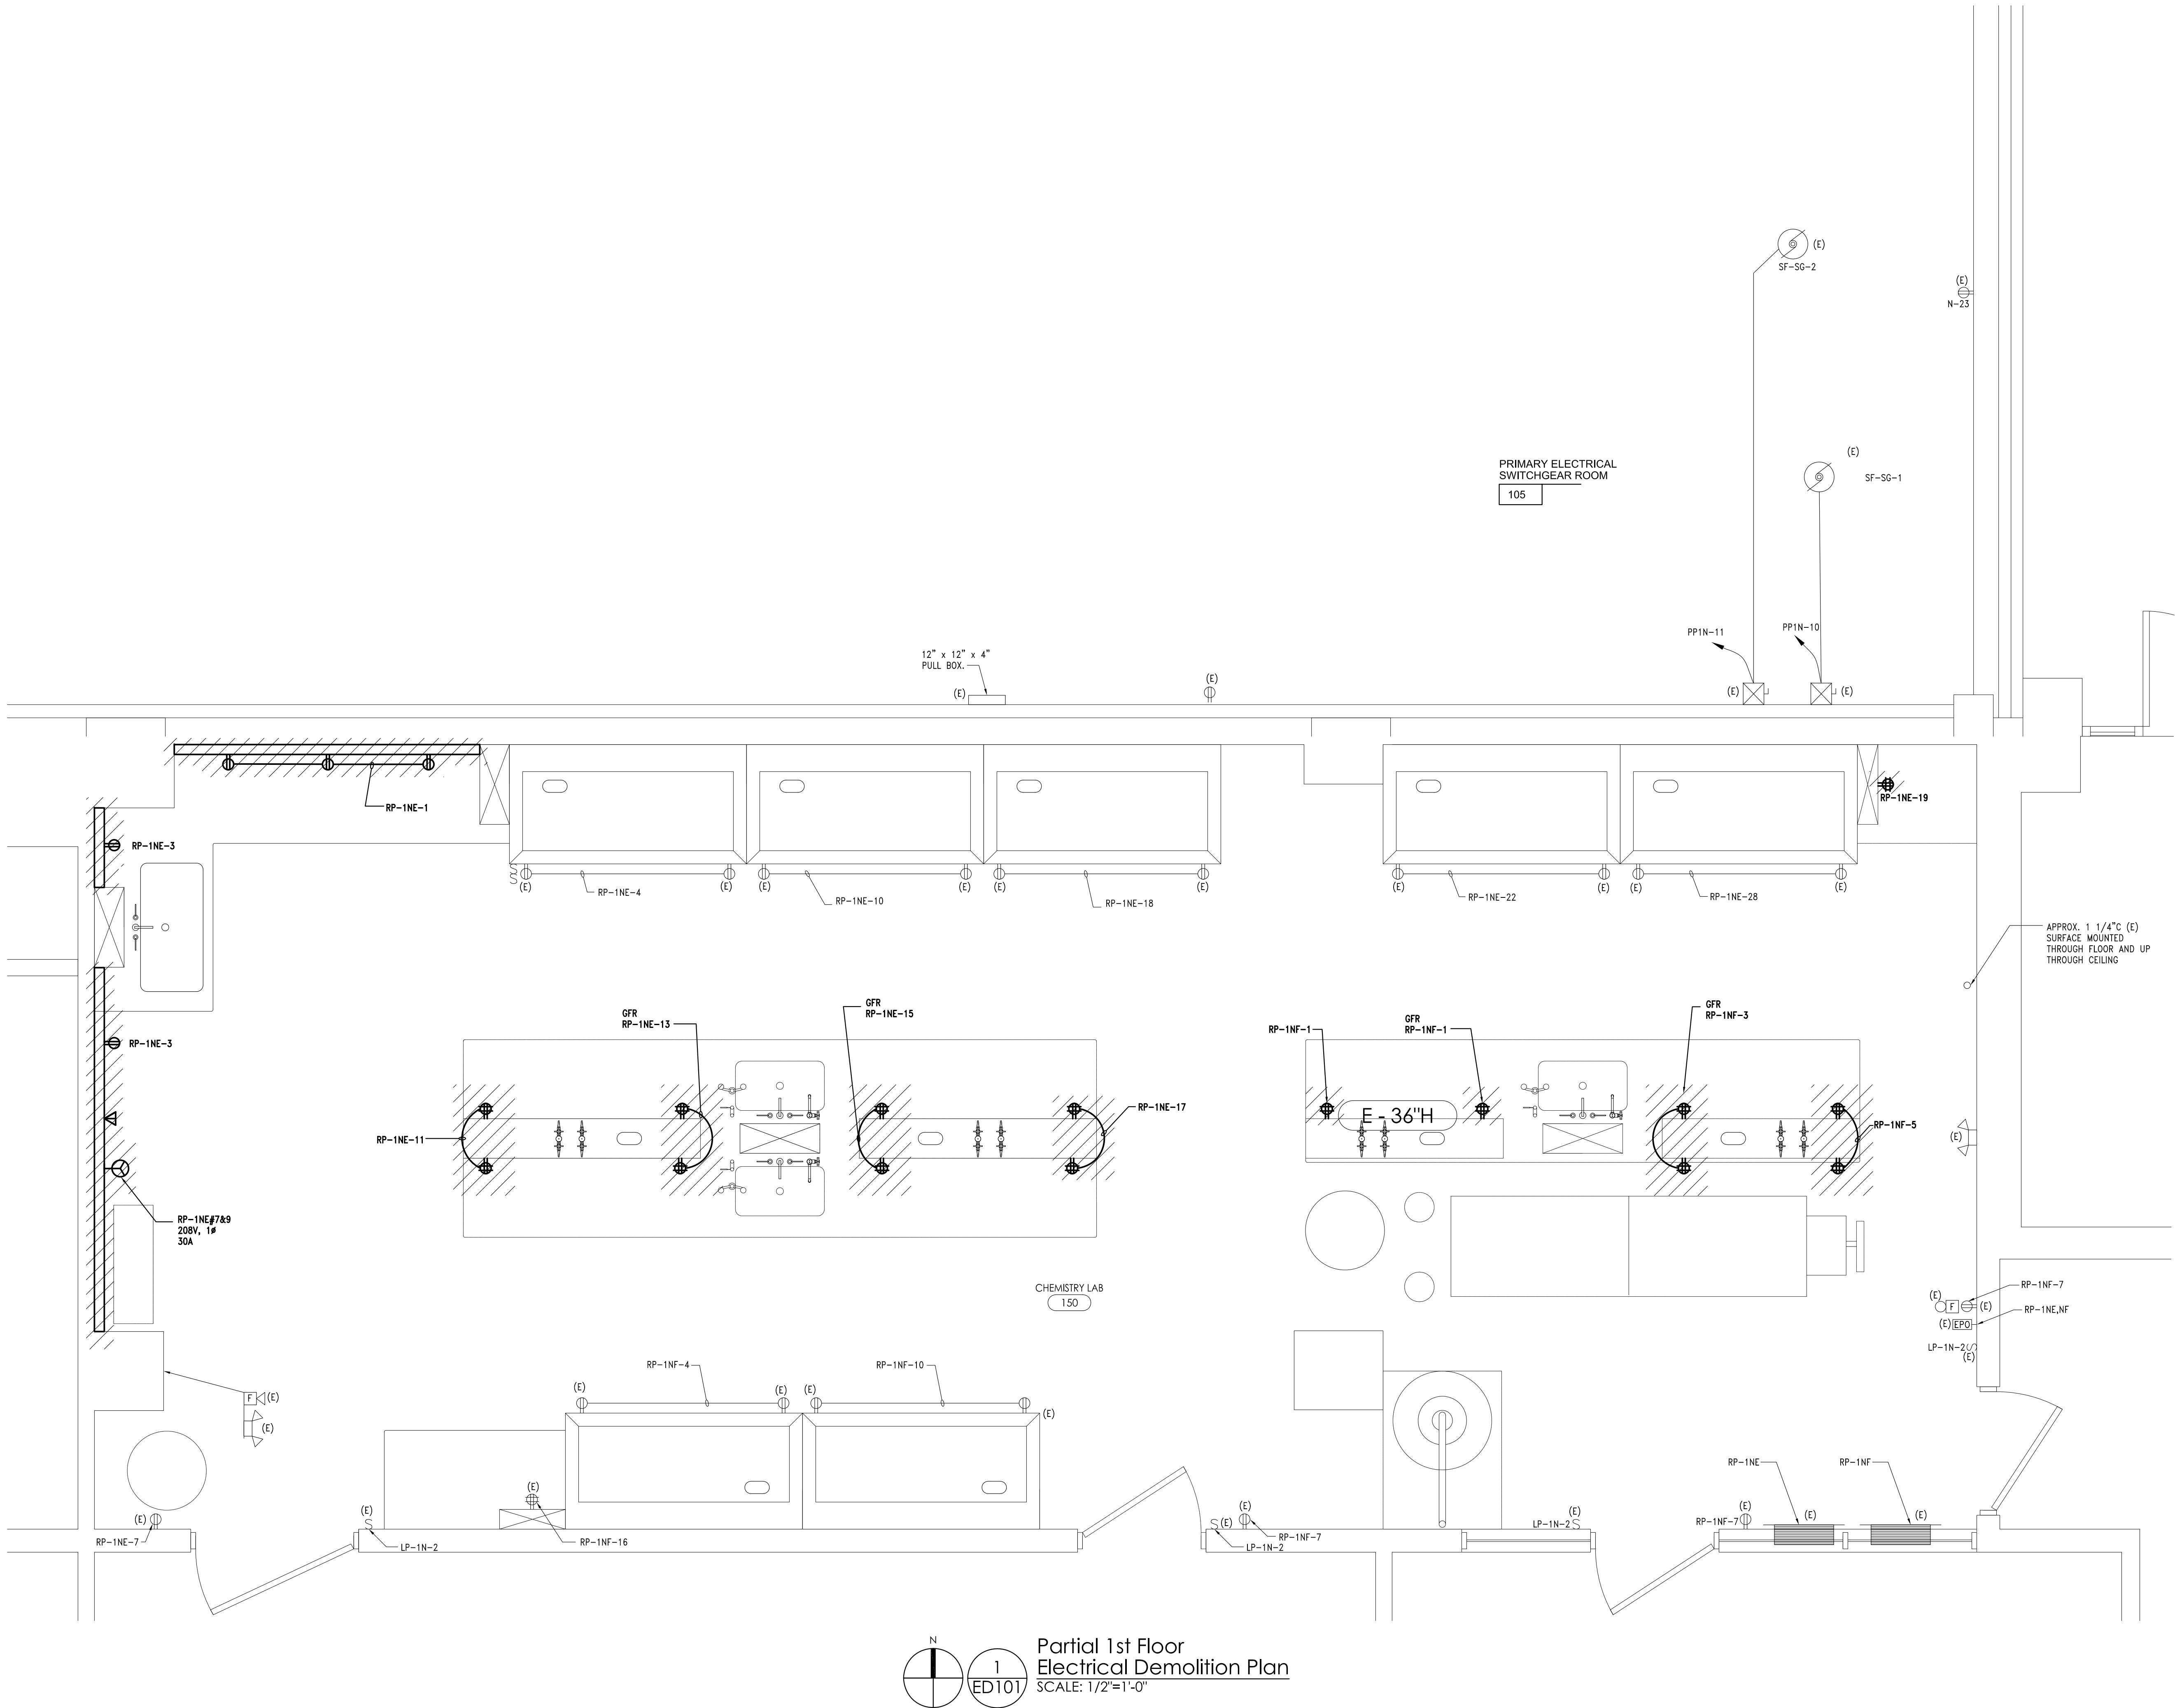 (E)
SF-SG-2
(E)
N-23
(E)
SF-SG-1
PRIMARY ELECTRICAL
SWITCHGEAR ROOM
105
PP1N-11
PP1N-10
12" x 12" x 4"
PULL BOX.
(E)
(E)
(E)
(E)
RP-1NE-1
RP-1NE-19
RP-1NE-3
S
S
(E)
RP-1NE-4
(E)
(E)
RP-1NE-10
(E)
(E)
RP-1NE-18
(E)
(E)
RP-1NE-22
(E)
(E)
RP-1NE-28
(E)
APPROX. 1 1/4"C (E)
SURFACE MOUNTED
THROUGH FLOOR AND UP
THROUGH CEILING
RP-1NE-3
GFR
RP-1NE-13
GFR
RP-1NE-15
RP-1NF-1
GFR
RP-1NF-1
GFR
RP-1NF-3
RP-1NE-11
RP-1NE-17
E - 36"H
RP-1NF-5
(E)
RP-1NE#7&9
208V, 1ø
30A
CHEMISTRY LAB
150
RP-1NF-7
(E)
F
(E)
RP-1NE,NF
(E)
EPO
LP-1N-2
S
(E)
RP-1NF-4
RP-1NF-10
(E)
(E)
(E)
(E)
F
(E)
(E)
RP-1NE
RP-1NF
(E)
(E)
(E)
RP-1NE-7
(E)
S
LP-1N-2
(E)
RP-1NF-16
S
(E)
LP-1N-2
(E)
RP-1NF-7
(E)
LP-1N-2
S
(E)
RP-1NF-7
N
1
ED101
Partial 1st Floor
Electrical Demolition Plan
SCALE: 1/2"=1'-0"